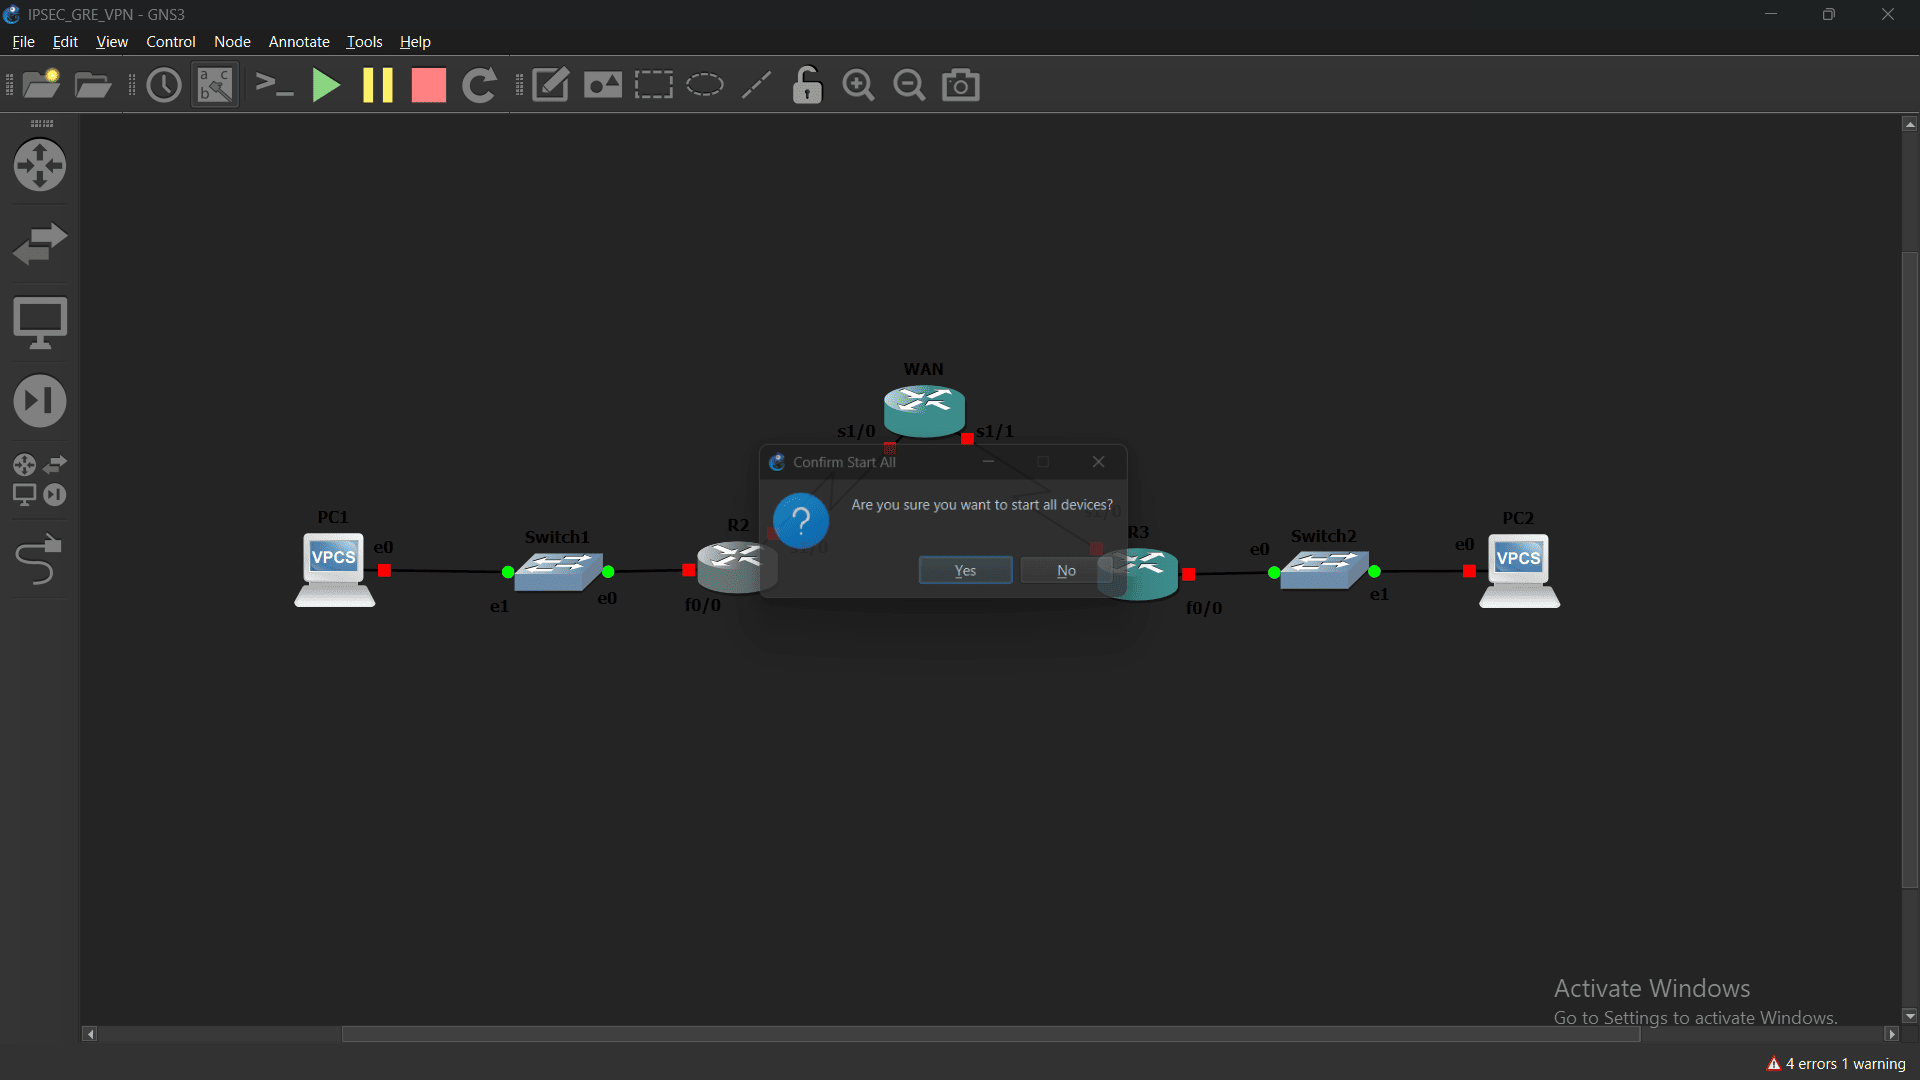 IPSEC_GRE_VPN - GNS3
File Edit View Control Node Annotate Tools Help
a c
b
WAN
s1/0 s1/1
Confirm Start All
Are you sure you want to start all devices?
Yes No
PC1
VPCS
e0
Switch1
e1
e0
R2
f0/0
R3
f0/0
Switch2
e0
e1
PC2
VPCS
e0
Activate Windows
Go to Settings to activate Windows.
4 errors 1 warning